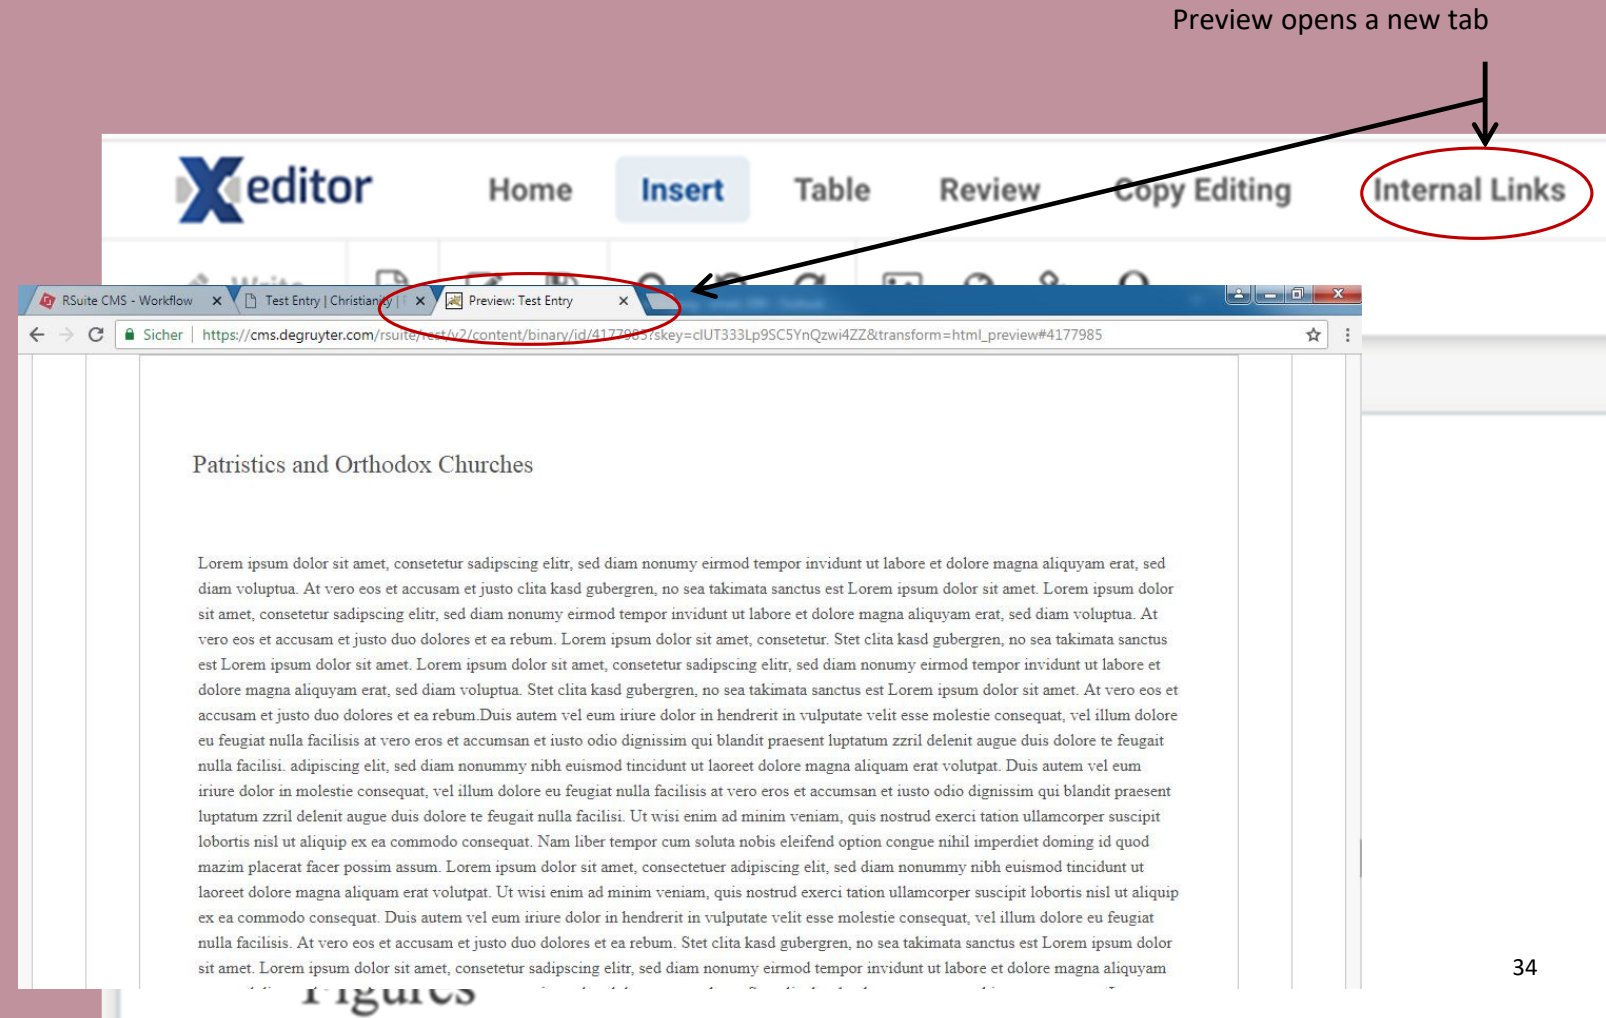 Preview opens a new tab
Xeditor Home Insert Table Review Copy Editing Internal Links
Write
RSuite CMS - Workflow Test Entry | Christianity | Preview: Test Entry
Sicher | https://cms.degruyter.com/rsuite/rest/v2/content/binary/id/4177985?skey=clUT333Lp9SC5YnQzwi4ZZ&transform=html_preview#4177985
Patristics and Orthodox Churches
Lorem ipsum dolor sit amet, consetetur sadipscing elitr, sed diam nonumy eirmod tempor invidunt ut labore et dolore magna aliquyam erat, sed
diam voluptua. At vero eos et accusam et justo clita kasd gubergren, no sea takimata sanctus est Lorem ipsum dolor sit amet. Lorem ipsum dolor
sit amet, consetetur sadipscing elitr, sed diam nonumy eirmod tempor invidunt ut labore et dolore magna aliquyam erat, sed diam voluptua. At
vero eos et accusam et justo duo dolores et ea rebum. Lorem ipsum dolor sit amet, consetetur. Stet clita kasd gubergren, no sea takimata sanctus
est Lorem ipsum dolor sit amet. Lorem ipsum dolor sit amet, consetetur sadipscing elitr, sed diam nonumy eirmod tempor invidunt ut labore et
dolore magna aliquyam erat, sed diam voluptua. Stet clita kasd gubergren, no sea takimata sanctus est Lorem ipsum dolor sit amet. At vero eos et
accusam et justo duo dolores et ea rebum.Duis autem vel eum iriure dolor in hendrerit in vulputate velit esse molestie consequat, vel illum dolore
eu feugiat nulla facilisis at vero eros et accumsan et iusto odio dignissim qui blandit praesent luptatum zzril delenit augue duis dolore te feugait
nulla facilisi. adipiscing elit, sed diam nonummy nibh euismod tincidunt ut laoreet dolore magna aliquam erat volutpat. Duis autem vel eum
iriure dolor in molestie consequat, vel illum dolore eu feugiat nulla facilisis at vero eros et accumsan et iusto odio dignissim qui blandit praesent
luptatum zzril delenit augue duis dolore te feugait nulla facilisi. Ut wisi enim ad minim veniam, quis nostrud exerci tation ullamcorper suscipit
lobortis nisl ut aliquip ex ea commodo consequat. Nam liber tempor cum soluta nobis eleifend option congue nihil imperdiet doming id quod
mazim placerat facer possim assum. Lorem ipsum dolor sit amet, consectetuer adipiscing elit, sed diam nonummy nibh euismod tincidunt ut
laoreet dolore magna aliquam erat volutpat. Ut wisi enim ad minim veniam, quis nostrud exerci tation ullamcorper suscipit lobortis nisl ut aliquip
ex ea commodo consequat. Duis autem vel eum iriure dolor in hendrerit in vulputate velit esse molestie consequat, vel illum dolore eu feugiat
nulla facilisis. At vero eos et accusam et justo duo dolores et ea rebum. Stet clita kasd gubergren, no sea takimata sanctus est Lorem ipsum dolor
sit amet. Lorem ipsum dolor sit amet, consetetur sadipscing elitr, sed diam nonumy eirmod tempor invidunt ut labore et dolore magna aliquyam
34
Figures